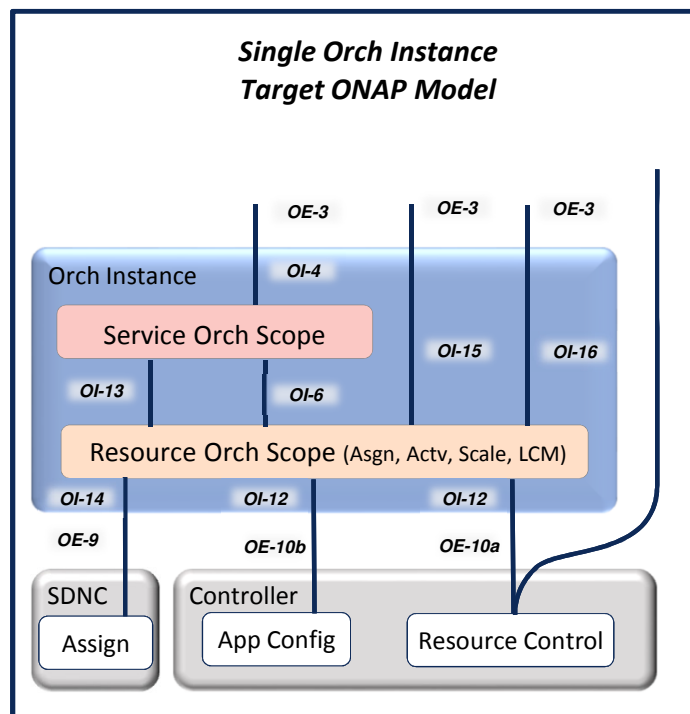 Single Orch Instance
Target ONAP Model
OE-3 OE-3 OE-3
Orch Instance OI-4
Service Orch Scope
OI-15 OI-16
OI-13 OI-6
Resource Orch Scope (Asgn, Actv, Scale, LCM)
OI-14 OI-12 OI-12
OE-9 OE-10b OE-10a
SDNC Controller
Assign App Config Resource Control